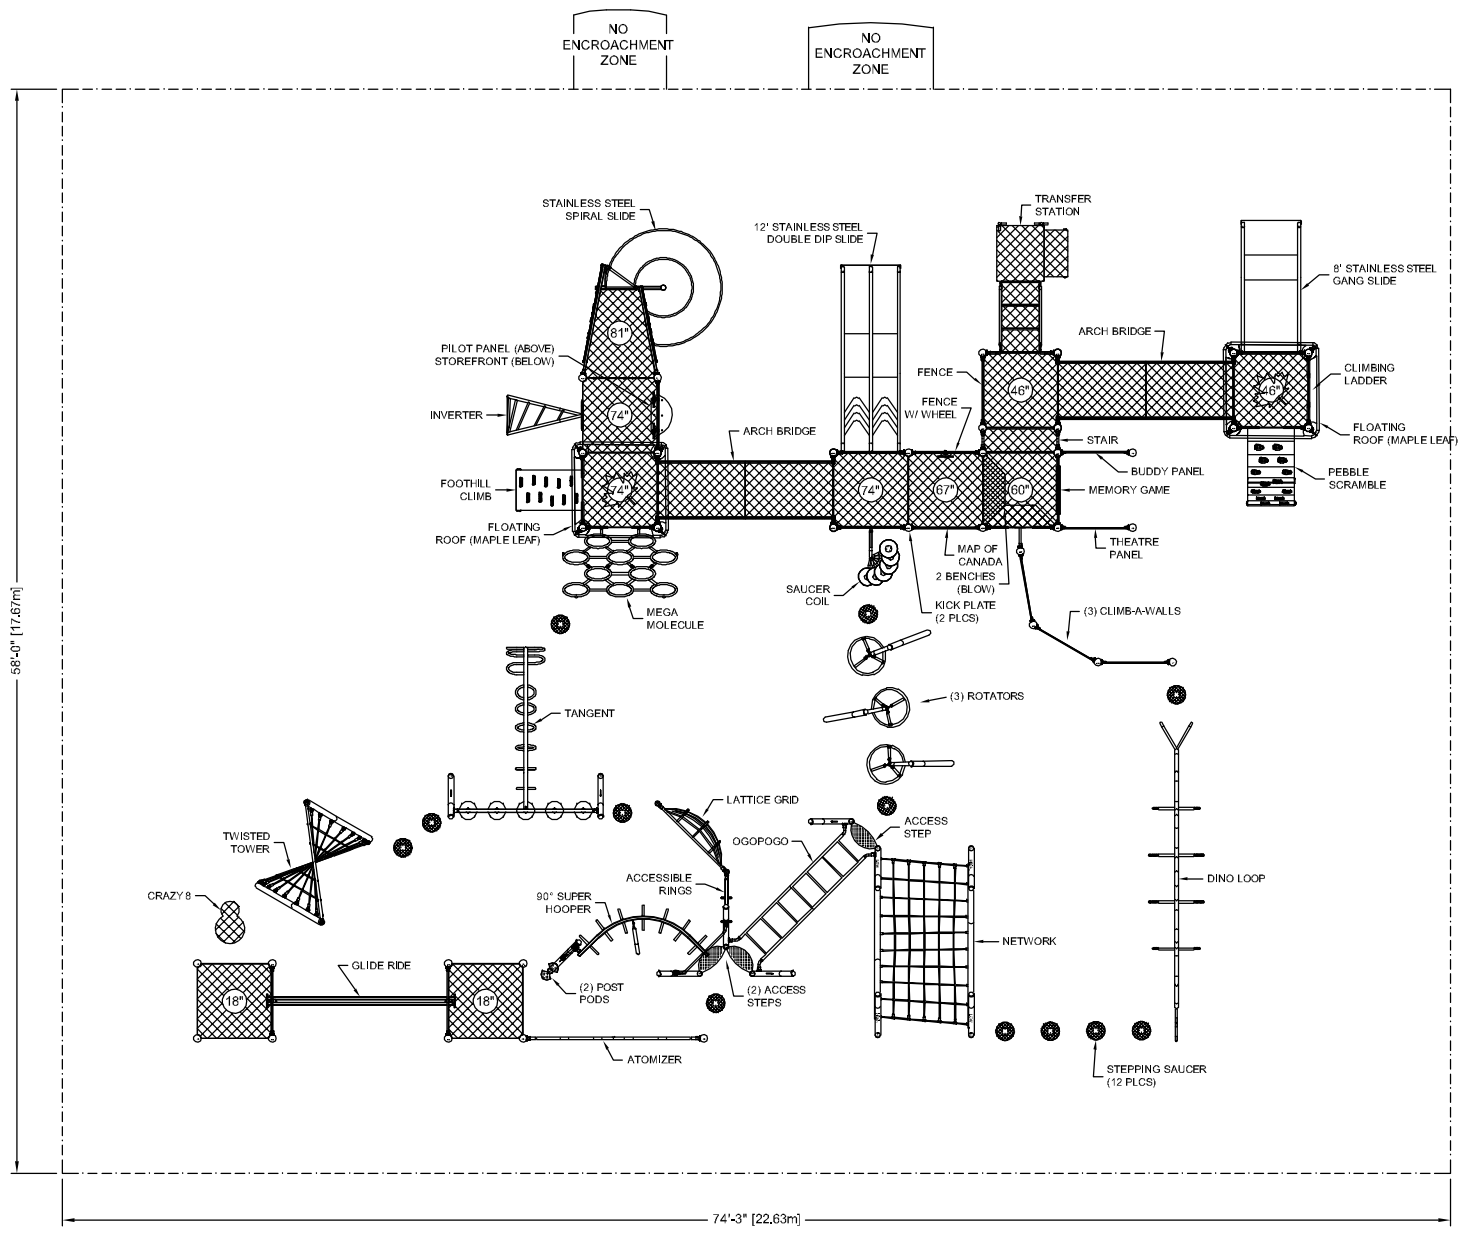 NO
ENCROACHMENT
ZONE
NO
ENCROACHMENT
ZONE
STAINLESS STEEL
SPIRAL SLIDE
12' STAINLESS STEEL
DOUBLE DIP SLIDE
TRANSFER
STATION
8' STAINLESS STEEL
GANG SLIDE
81"
PILOT PANEL (ABOVE)
STOREFRONT (BELOW)
ARCH BRIDGE
FENCE
CLIMBING
LADDER
46"
46"
INVERTER
74"
FENCE
W/ WHEEL
ARCH BRIDGE
STAIR
FLOATING
ROOF (MAPLE LEAF)
BUDDY PANEL
PEBBLE
SCRAMBLE
FOOTHILL
CLIMB
74"
74"
67"
60"
MEMORY GAME
FLOATING
ROOF (MAPLE LEAF)
MAP OF
CANADA
THEATRE
PANEL
2 BENCHES
(BLOW)
SAUCER
COIL
KICK PLATE
(2 PLCS)
MEGA
MOLECULE
(3) CLIMB-A-WALLS
58'-0" [17.67m]
(3) ROTATORS
TANGENT
LATTICE GRID
TWISTED
TOWER
OGOPOGO
ACCESS
STEP
ACCESSIBLE
RINGS
DINO LOOP
CRAZY 8
90° SUPER
HOOPER
NETWORK
GLIDE RIDE
(2) POST
PODS
(2) ACCESS
STEPS
18"
18"
ATOMIZER
STEPPING SAUCER
(12 PLCS)
74'-3" [22.63m]